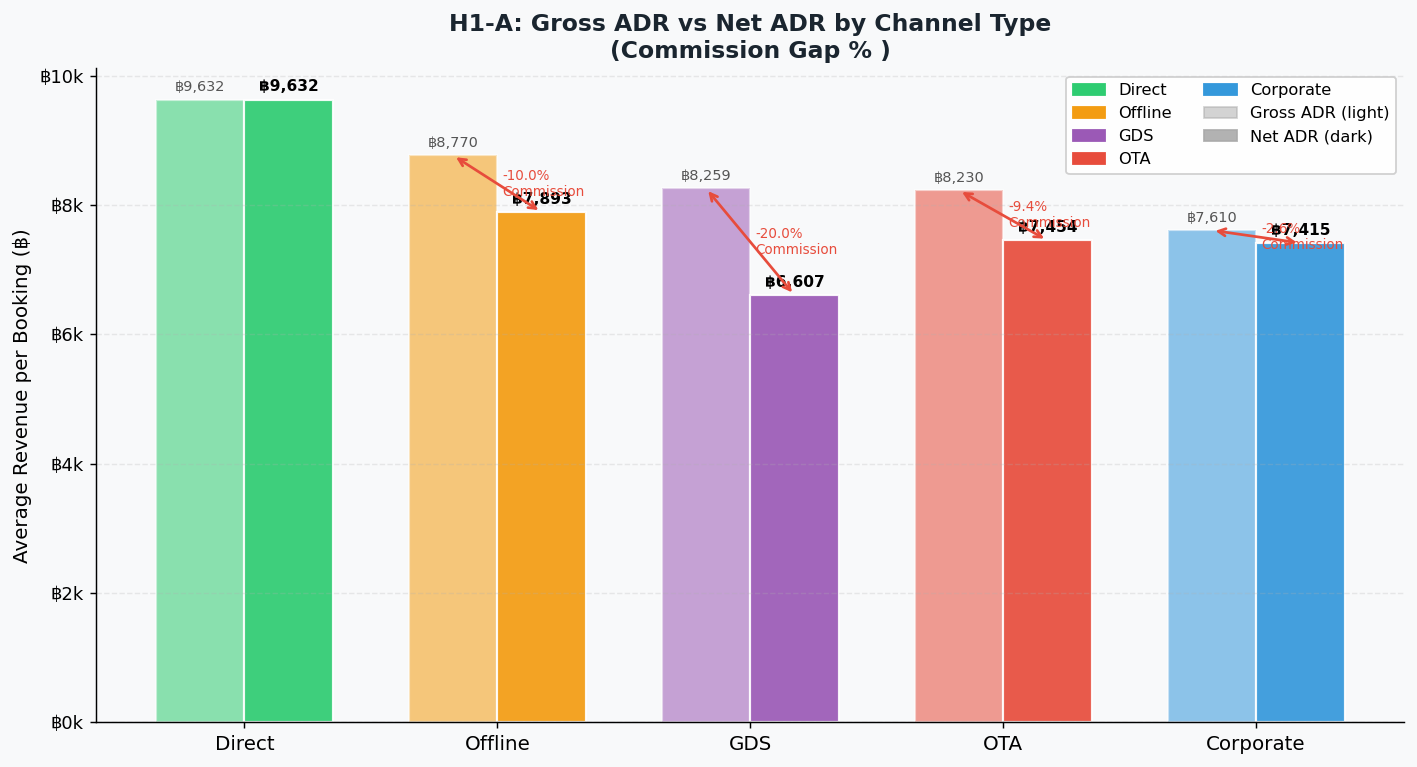 H1-A: Gross ADR vs Net ADR by Channel Type
(Commission Gap % )
Average Revenue per Booking (฿)
฿10k
฿8k
฿6k
฿4k
฿2k
฿0k
฿9,632
฿9,632
฿8,770
-10.0%
Commission
฿7,893
฿8,259
-20.0%
Commission
฿6,607
฿8,230
-9.4%
Commission
฿7,454
฿7,610
-2.6%
Commission
฿7,415
Direct
Offline
GDS
OTA
Corporate
Gross ADR (light)
Net ADR (dark)
Direct
Offline
GDS
OTA
Corporate